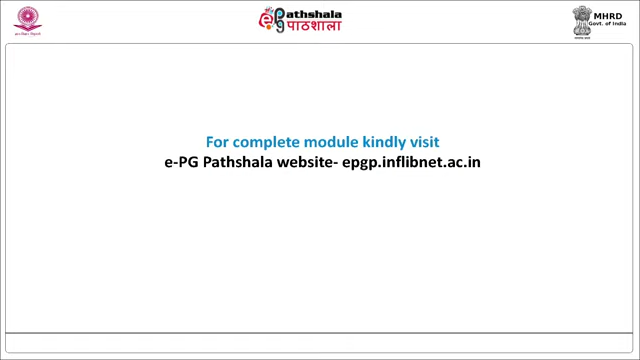 ePathshala
पाठशाला
MHRD
Govt. of India
For complete module kindly visit
e-PG Pathshala website- epgp.inflibnet.ac.in